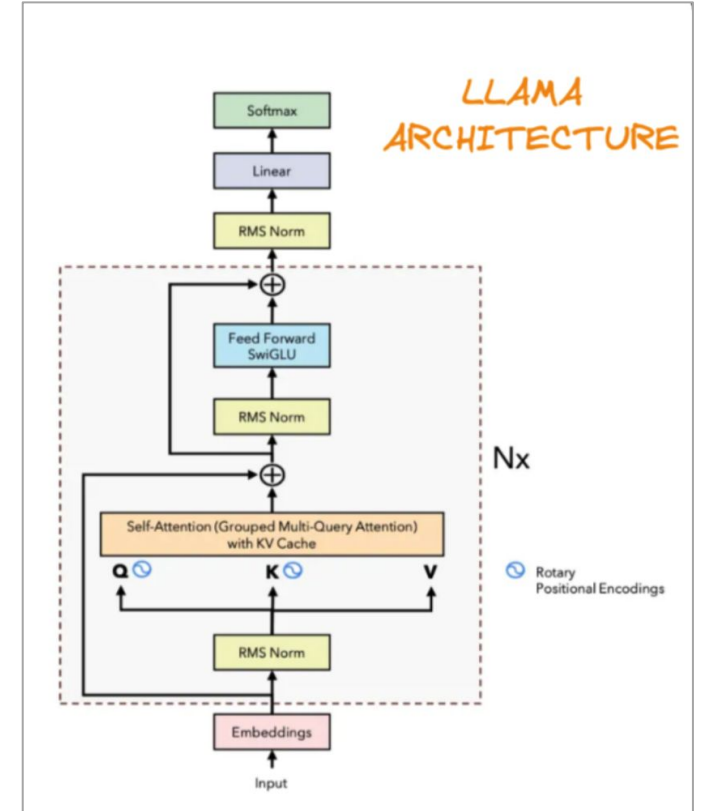 LLAMA
ARCHITECTURE
Softmax
Linear
RMS Norm
Feed Forward
SwiGLU
RMS Norm
Nx
Self-Attention (Grouped Multi-Query Attention)
with KV Cache
Q K V
Rotary
Positional Encodings
RMS Norm
Embeddings
Input